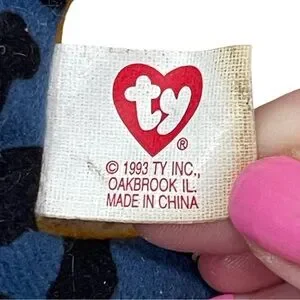 ty
®
© 1993 TY INC.,
OAKBROOK IL.
MADE IN CHINA